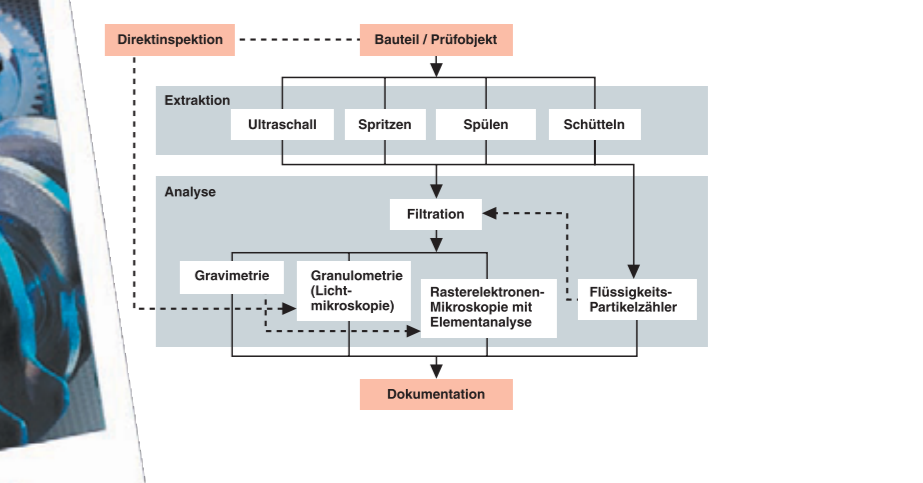 Direktinspektion
Bauteil / Prüfobjekt
Extraktion
Ultraschall
Spritzen
Spülen
Schütteln
Analyse
Filtration
Gravimetrie
Granulometrie
(Licht-
mikroskopie)
Rasterelektronen-
Mikroskopie mit
Elementanalyse
Flüssigkeits-
Partikelzähler
Dokumentation